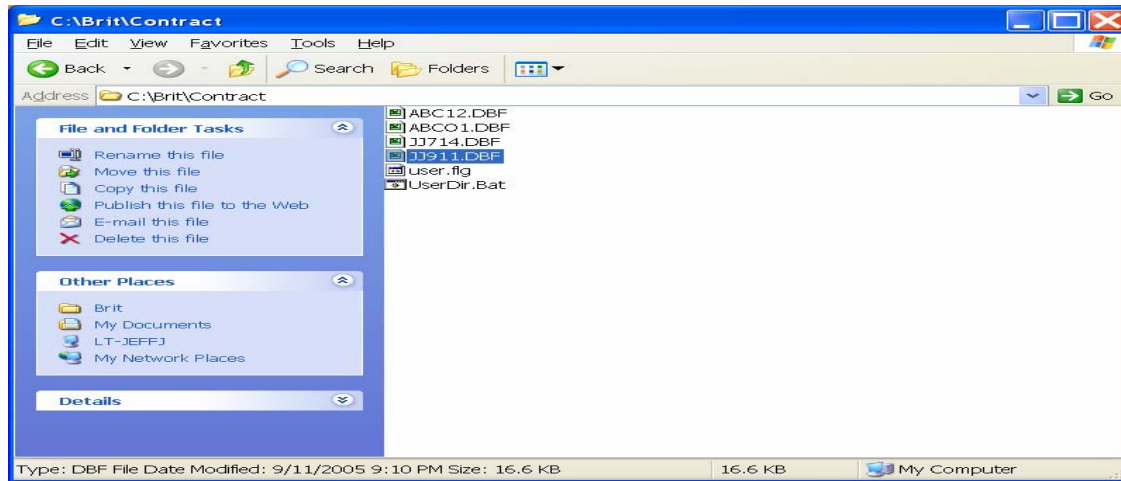 C:\Brit\Contract
File Edit View Favorites Tools Help
Back Search Folders
Address C:\Brit\Contract Go
File and Folder Tasks
Rename this file
Move this file
Copy this file
Publish this file to the Web
E-mail this file
Delete this file
Other Places
Brit
My Documents
LT-JEFFJ
My Network Places
Details
ABC12.DBF
ABCO1.DBF
JJ714.DBF
JJ911.DBF
user.flg
UserDir.Bat
Type: DBF File Date Modified: 9/11/2005 9:10 PM Size: 16.6 KB 16.6 KB My Computer